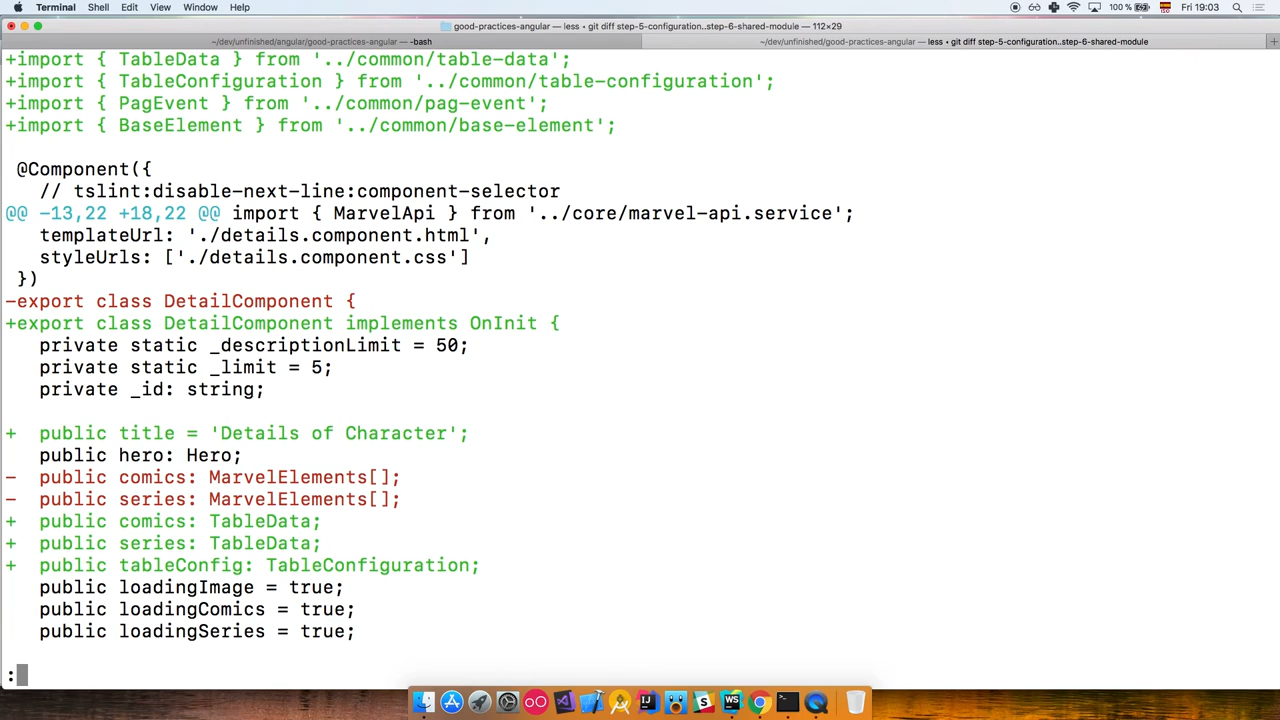 Terminal Shell Edit View Window Help 100 % Fri 19:03
good-practices-angular — less • git diff step-5-configuration..step-6-shared-module — 112×29
~/dev/unfinished/angular/good-practices-angular — -bash
~/dev/unfinished/good-practices-angular — less • git diff step-5-configuration..step-6-shared-module
+import { TableData } from '../common/table-data';
+import { TableConfiguration } from '../common/table-configuration';
+import { PagEvent } from '../common/pag-event';
+import { BaseElement } from '../common/base-element';
@Component({
// tslint:disable-next-line:component-selector
@@ -13,22 +18,22 @@ import { MarvelApi } from '../core/marvel-api.service';
templateUrl: './details.component.html',
styleUrls: ['./details.component.css']
})
-export class DetailComponent {
+export class DetailComponent implements OnInit {
private static _descriptionLimit = 50;
private static _limit = 5;
private _id: string;
+ public title = 'Details of Character';
public hero: Hero;
- public comics: MarvelElements[];
- public series: MarvelElements[];
+ public comics: TableData;
+ public series: TableData;
+ public tableConfig: TableConfiguration;
public loadingImage = true;
public loadingComics = true;
public loadingSeries = true;
: